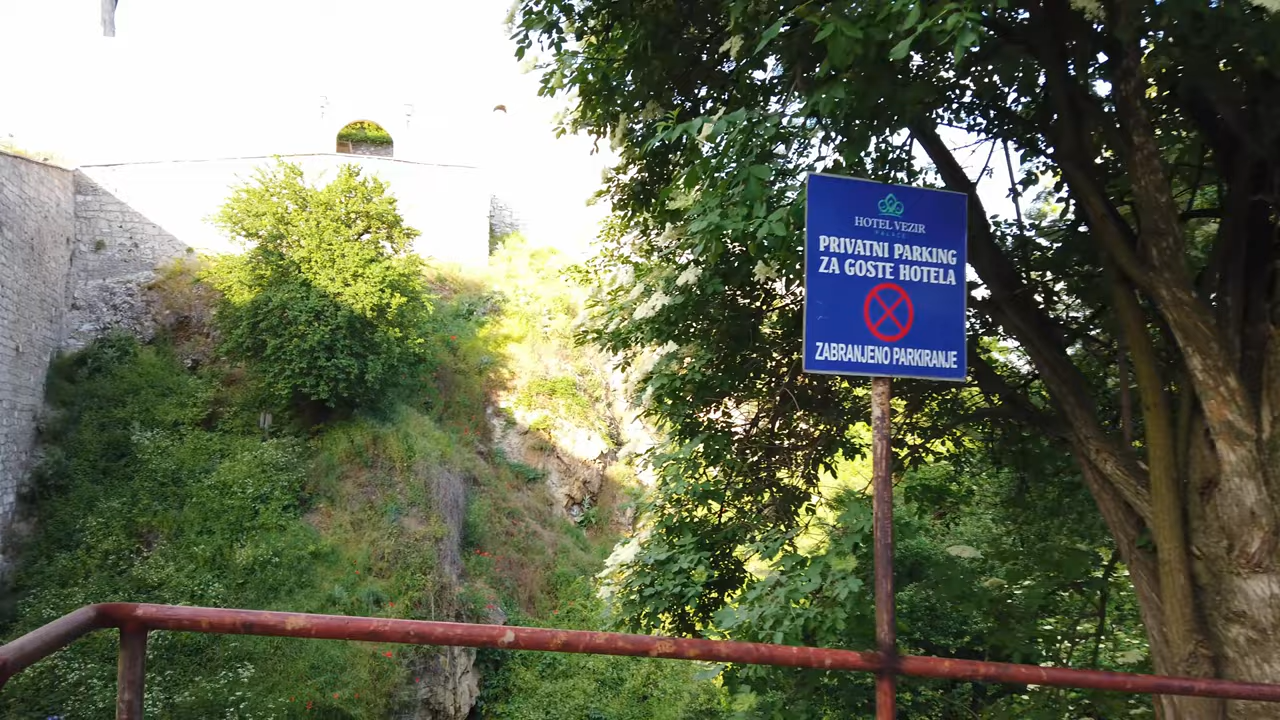 HOTEL VEZIR
PALACE
PRIVATNI PARKING
ZA GOSTE HOTELA
ZABRANJENO PARKIRANJE